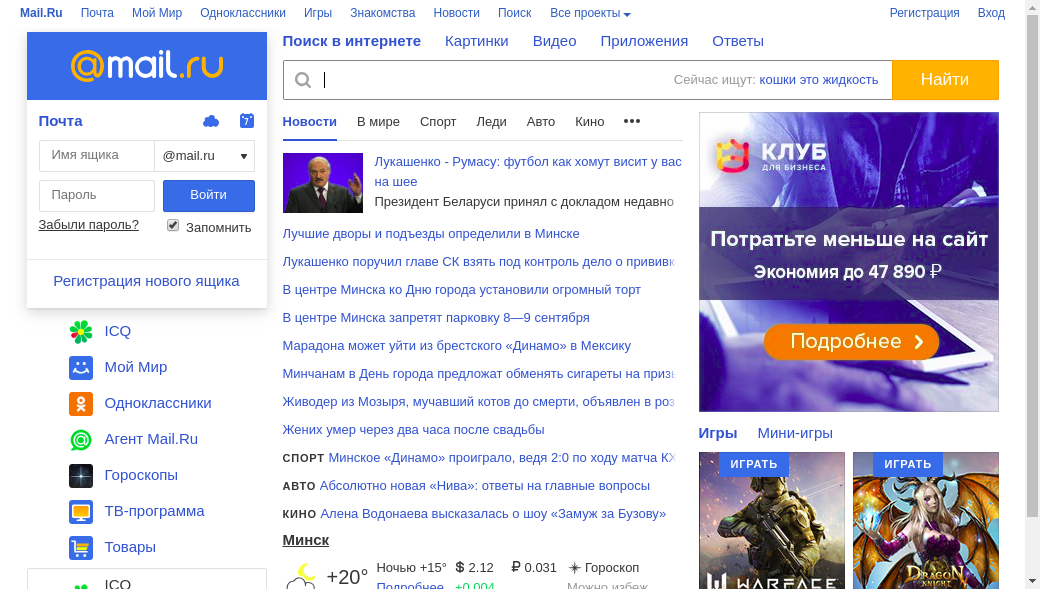 Mail.Ru Почта Мой Мир Одноклассники Игры Знакомства Новости Поиск Все проекты Регистрация Вход
@mail.ru
Почта
7
Имя ящика @mail.ru
Пароль Войти
Забыли пароль? Запомнить
Регистрация нового ящика
ICQ
Мой Мир
Одноклассники
Агент Mail.Ru
Гороскопы
ТВ-программа
Товары
ICQ
Поиск в интернете Картинки Видео Приложения Ответы
Сейчас ищут: кошки это жидкость Найти
Новости В мире Спорт Леди Авто Кино •••
Лукашенко - Румасу: футбол как хомут висит у вас
на шее
Президент Беларуси принял с докладом недавно
Лучшие дворы и подъезды определили в Минске
Лукашенко поручил главе СК взять под контроль дело о прививк
В центре Минска ко Дню города установили огромный торт
В центре Минска запретят парковку 8—9 сентября
Марадона может уйти из брестского «Динамо» в Мексику
Минчанам в День города предложат обменять сигареты на призы
Живодер из Мозыря, мучавший котов до смерти, объявлен в роз
Жених умер через два часа после свадьбы
СПОРТ Минское «Динамо» проиграло, ведя 2:0 по ходу матча КХ
АВТО Абсолютно новая «Нива»: ответы на главные вопросы
КИНО Алена Водонаева высказалась о шоу «Замуж за Бузову»
Минск
+20° Ночью +15° $ 2.12 ₽ 0.031 Гороскоп
Подробнее +0.004 Можно избеж
КЛУБ
ДЛЯ БИЗНЕСА
Потратьте меньше на сайт
Экономия до 47 890 ₽
Подробнее
Игры Мини-игры
ИГРАТЬ ИГРАТЬ
WARFACE
DRAGON
KNIGHT